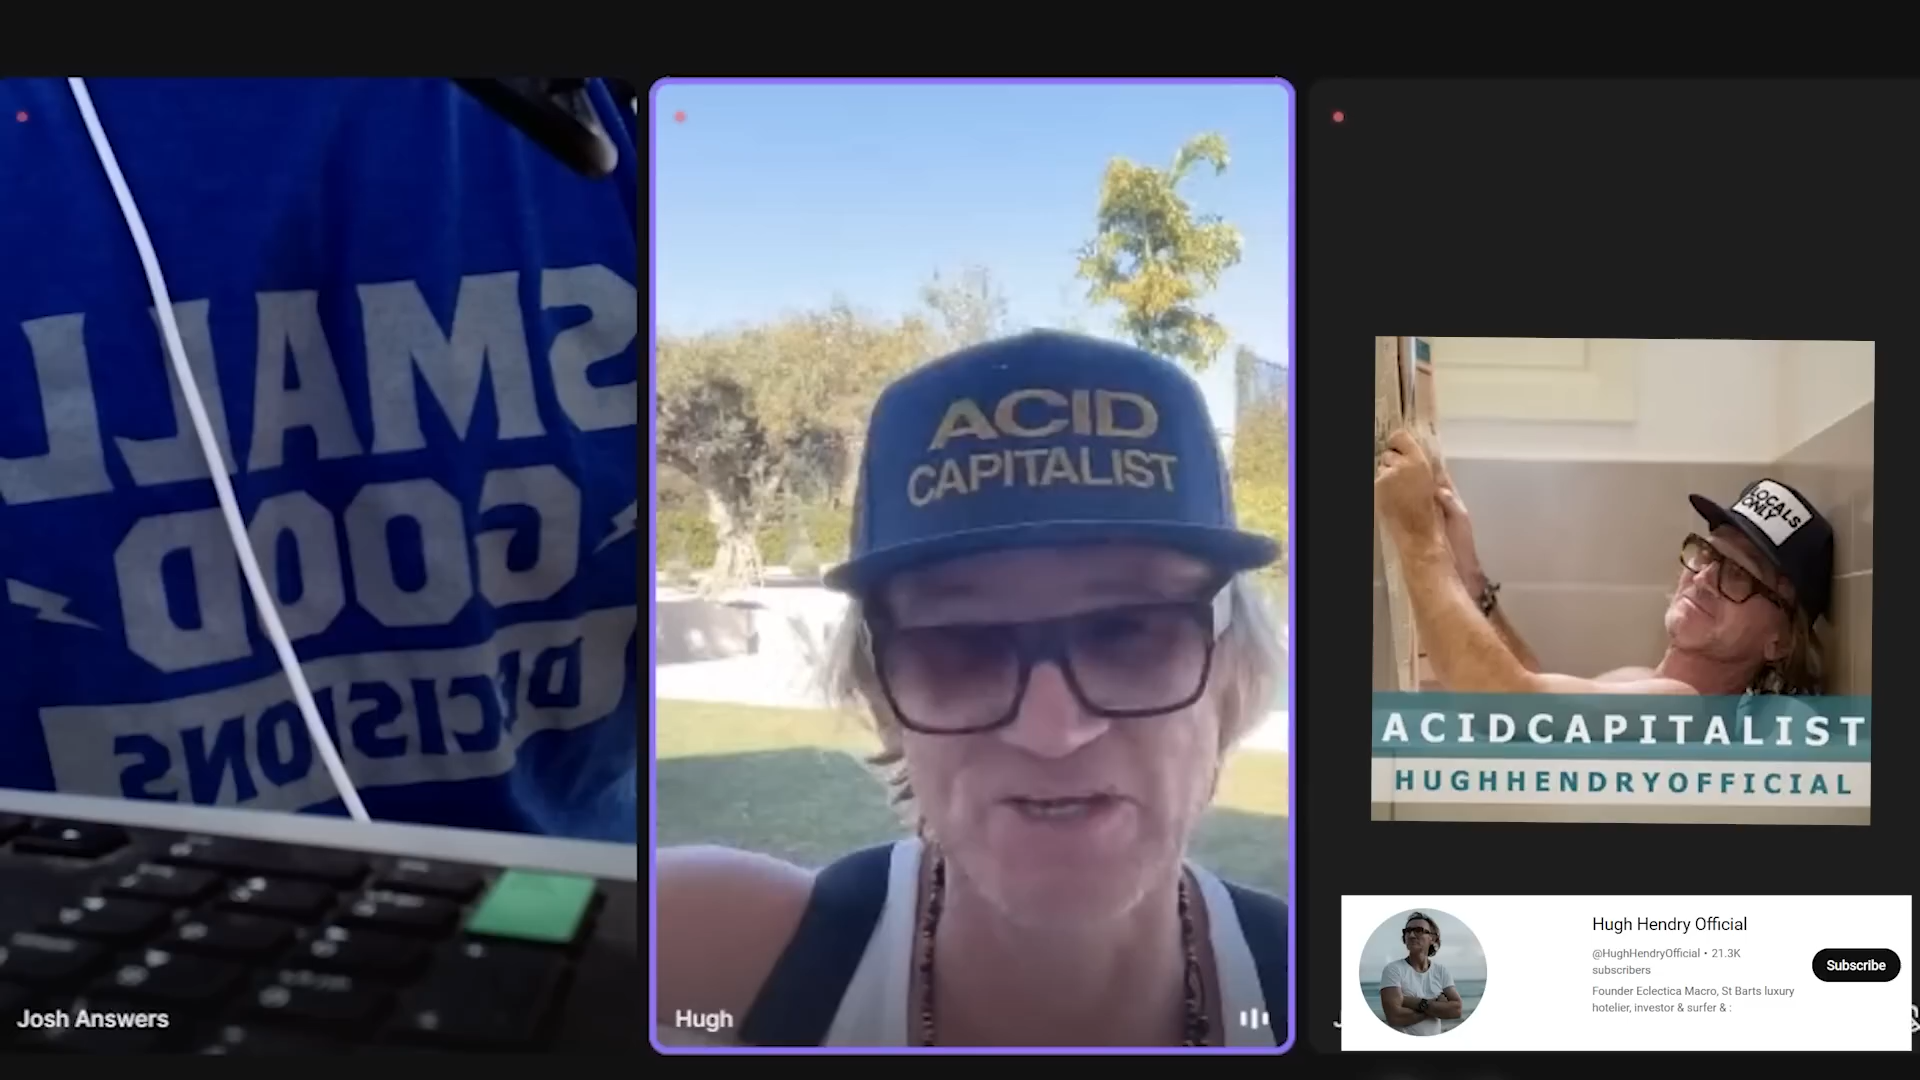 SMALL
GOOD
DECISIONS
Josh Answers
ACID
CAPITALIST
Hugh
LOCALS
ONLY
ACIDCAPITALIST
HUGHHENDRYOFFICIAL
Hugh Hendry Official
@HughHendryOfficial • 21.3K
subscribers
Founder Eclectica Macro, St Barts luxury
hotelier, investor & surfer & :
Subscribe